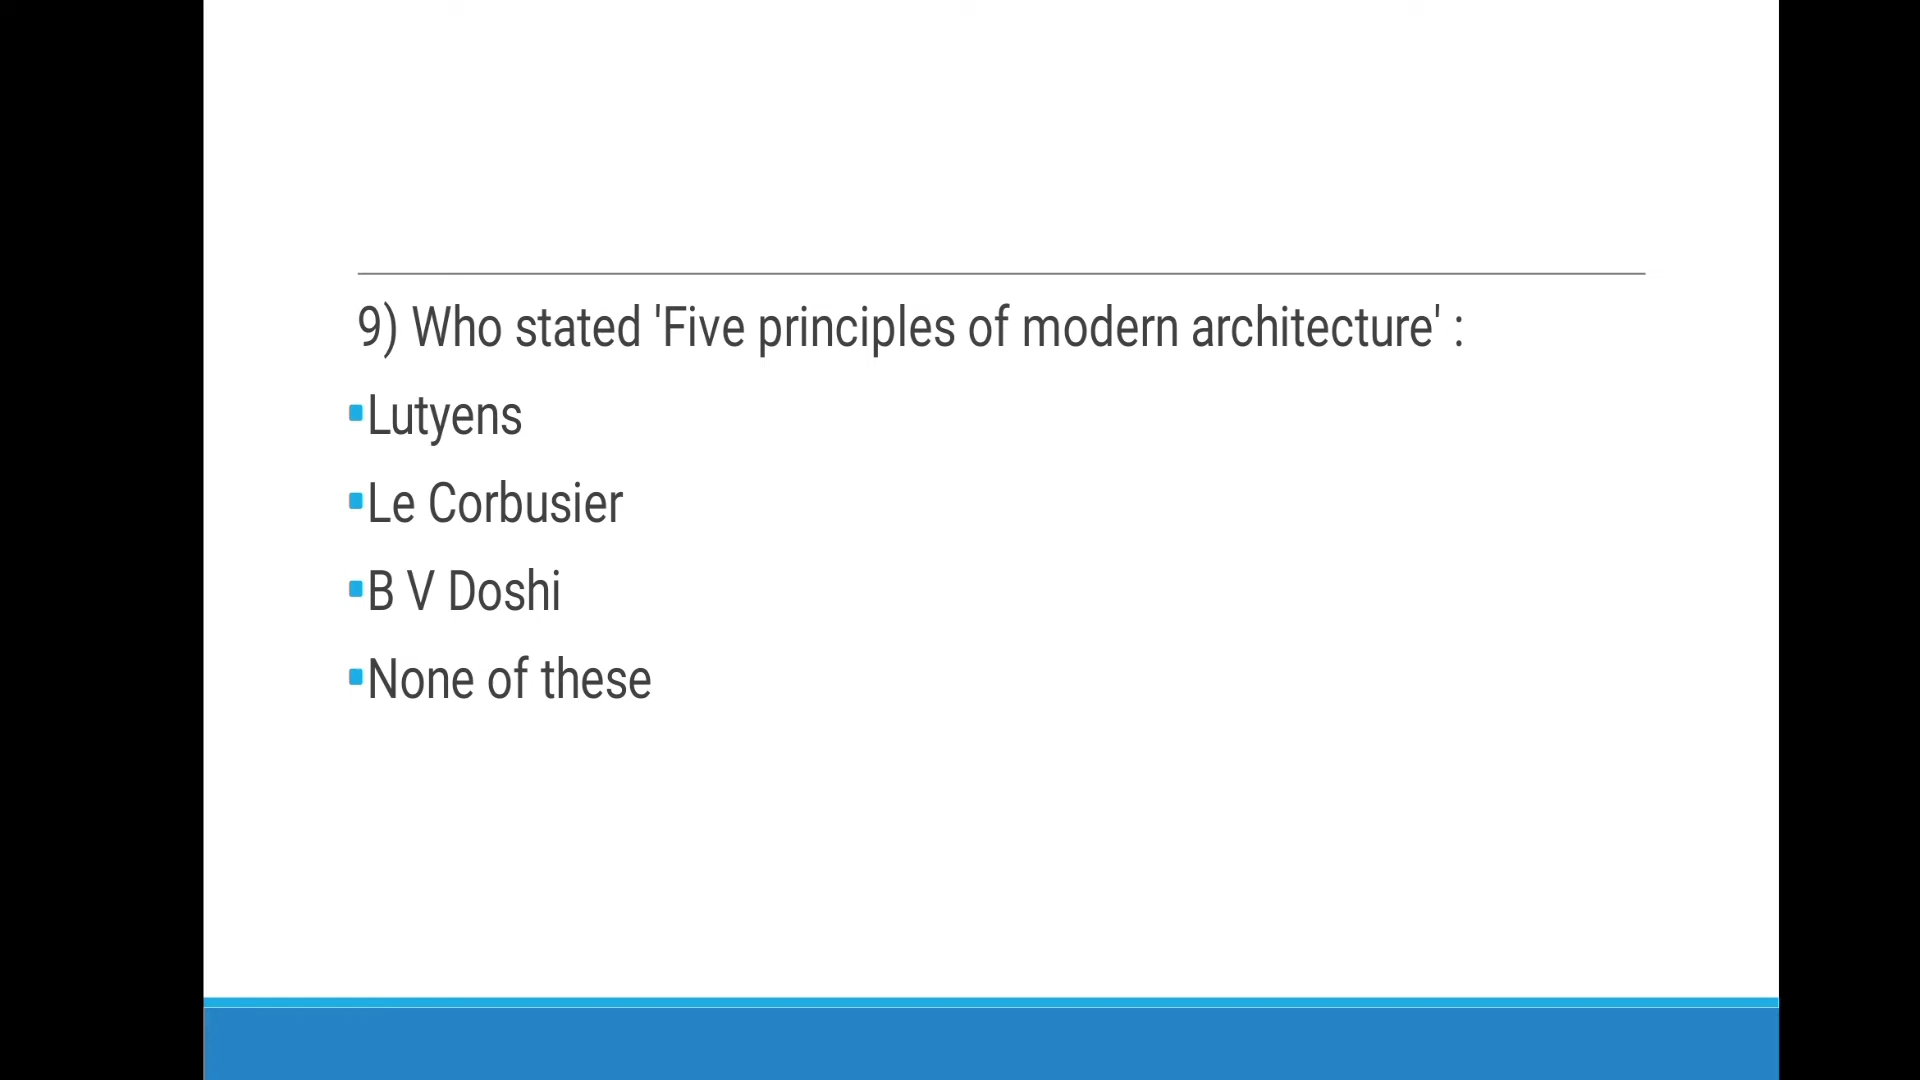 9) Who stated 'Five principles of modern architecture' :
▪Lutyens
▪Le Corbusier
▪B V Doshi
▪None of these